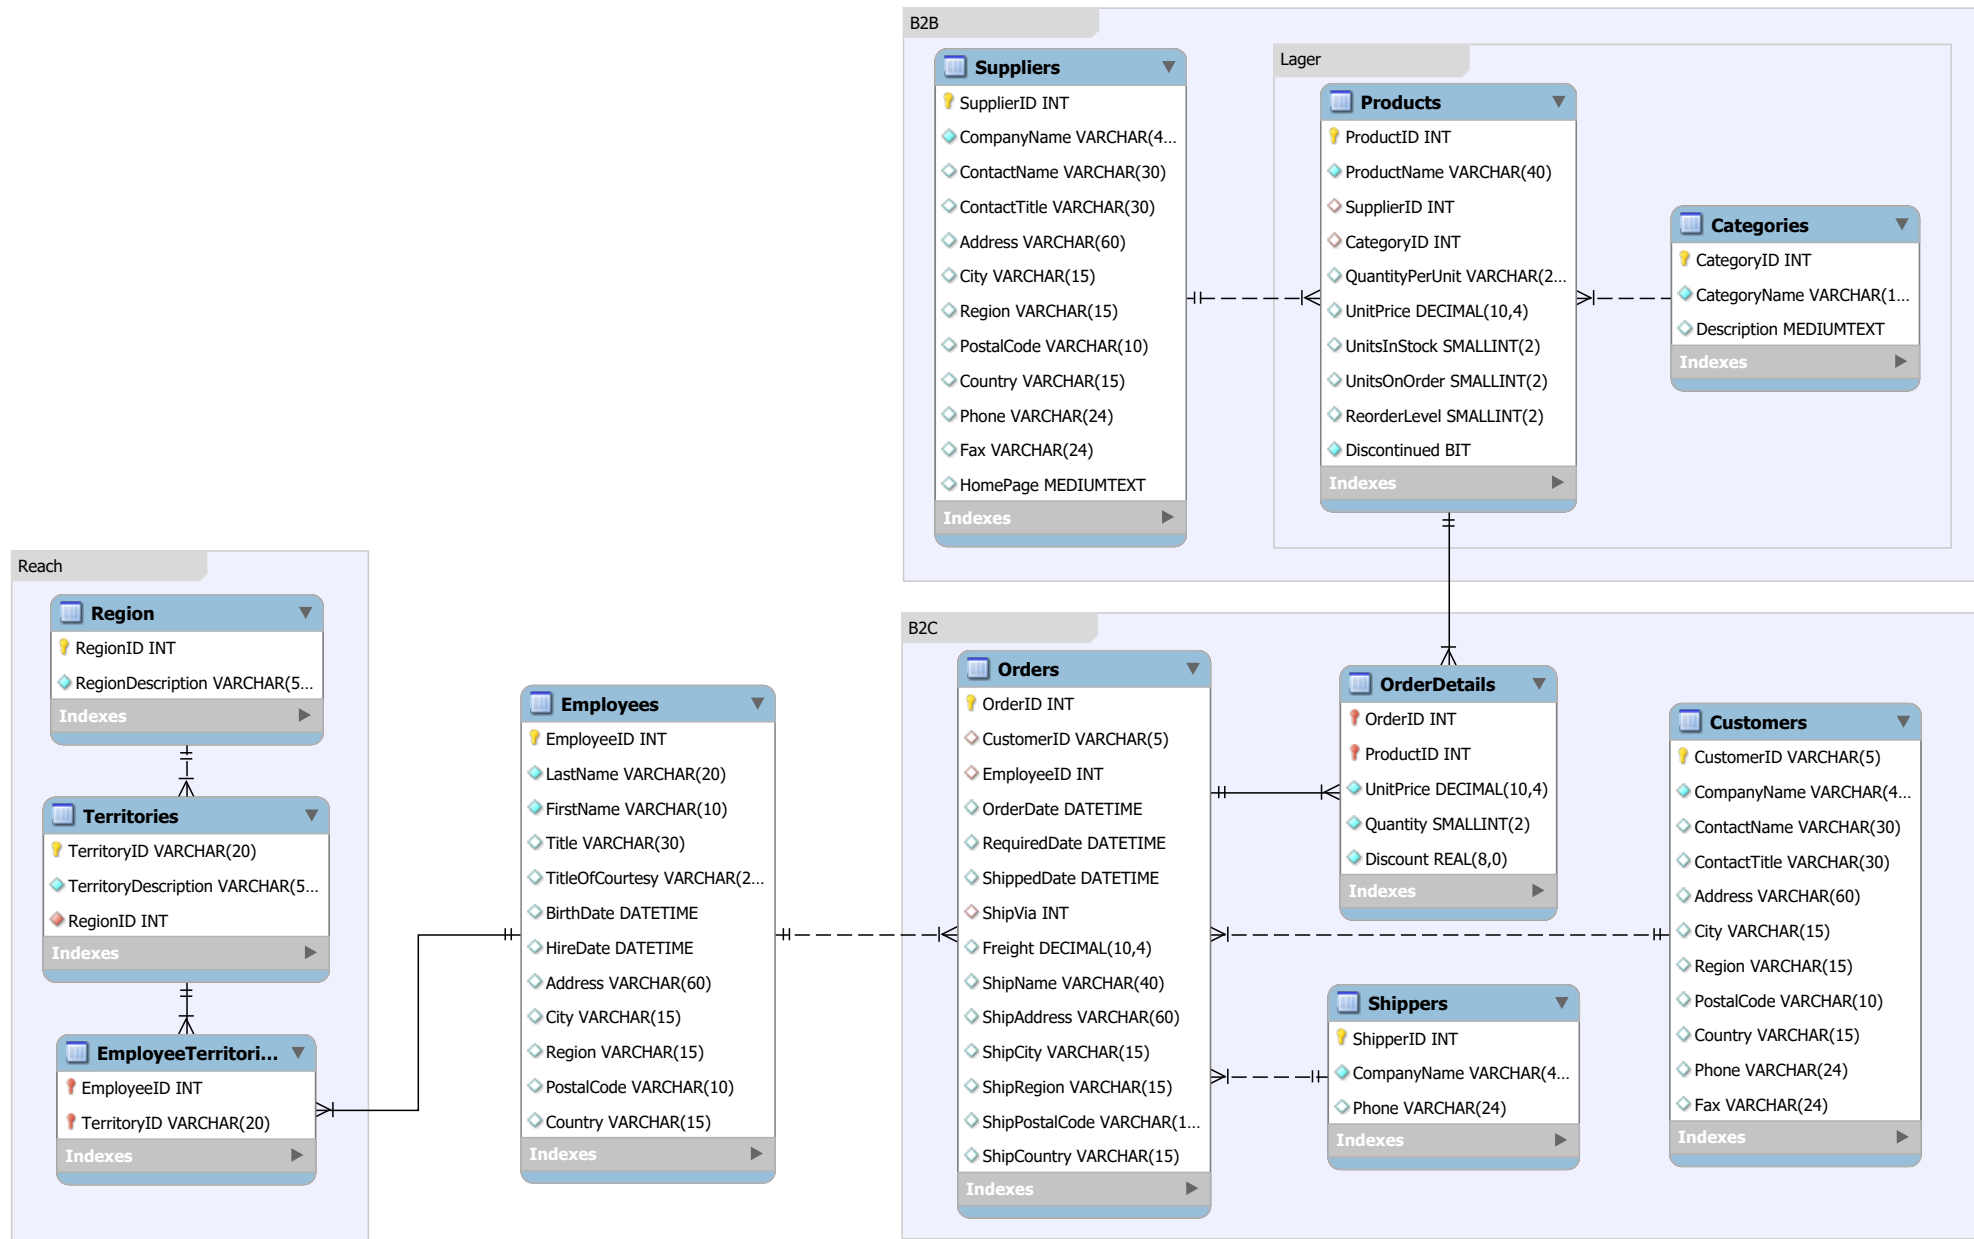 B2B
Suppliers
SupplierID INT
CompanyName VARCHAR(4...
ContactName VARCHAR(30)
ContactTitle VARCHAR(30)
Address VARCHAR(60)
City VARCHAR(15)
Region VARCHAR(15)
PostalCode VARCHAR(10)
Country VARCHAR(15)
Phone VARCHAR(24)
Fax VARCHAR(24)
HomePage MEDIUMTEXT
Indexes
Lager
Products
ProductID INT
ProductName VARCHAR(40)
SupplierID INT
CategoryID INT
QuantityPerUnit VARCHAR(2...
UnitPrice DECIMAL(10,4)
UnitsInStock SMALLINT(2)
UnitsOnOrder SMALLINT(2)
ReorderLevel SMALLINT(2)
Discontinued BIT
Indexes
Categories
CategoryID INT
CategoryName VARCHAR(1...
Description MEDIUMTEXT
Indexes
Reach
Region
RegionID INT
RegionDescription VARCHAR(5...
Indexes
Territories
TerritoryID VARCHAR(20)
TerritoryDescription VARCHAR(5...
RegionID INT
Indexes
EmployeeTerritori...
EmployeeID INT
TerritoryID VARCHAR(20)
Indexes
Employees
EmployeeID INT
LastName VARCHAR(20)
FirstName VARCHAR(10)
Title VARCHAR(30)
TitleOfCourtesy VARCHAR(2...
BirthDate DATETIME
HireDate DATETIME
Address VARCHAR(60)
City VARCHAR(15)
Region VARCHAR(15)
PostalCode VARCHAR(10)
Country VARCHAR(15)
Indexes
B2C
Orders
OrderID INT
CustomerID VARCHAR(5)
EmployeeID INT
OrderDate DATETIME
RequiredDate DATETIME
ShippedDate DATETIME
ShipVia INT
Freight DECIMAL(10,4)
ShipName VARCHAR(40)
ShipAddress VARCHAR(60)
ShipCity VARCHAR(15)
ShipRegion VARCHAR(15)
ShipPostalCode VARCHAR(1...
ShipCountry VARCHAR(15)
Indexes
OrderDetails
OrderID INT
ProductID INT
UnitPrice DECIMAL(10,4)
Quantity SMALLINT(2)
Discount REAL(8,0)
Indexes
Shippers
ShipperID INT
CompanyName VARCHAR(4...
Phone VARCHAR(24)
Indexes
Customers
CustomerID VARCHAR(5)
CompanyName VARCHAR(4...
ContactName VARCHAR(30)
ContactTitle VARCHAR(30)
Address VARCHAR(60)
City VARCHAR(15)
Region VARCHAR(15)
PostalCode VARCHAR(10)
Country VARCHAR(15)
Phone VARCHAR(24)
Fax VARCHAR(24)
Indexes